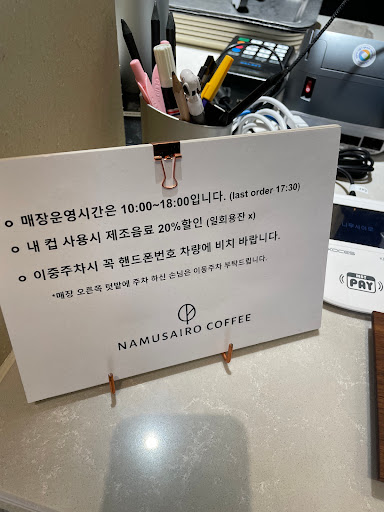 ㅇ 매장운영시간은 10:00~18:00입니다. (last order 17:30)
ㅇ 내 컵 사용시 제조음료 20%할인 (일회용잔 x)
ㅇ 이중주차시 꼭 핸드폰번호 차량에 비치 바랍니다.
*매장 오른쪽 텃밭에 주차 하신 손님은 이동주차 부탁드립니다.
NAMUSAIRO COFFEE
PAY